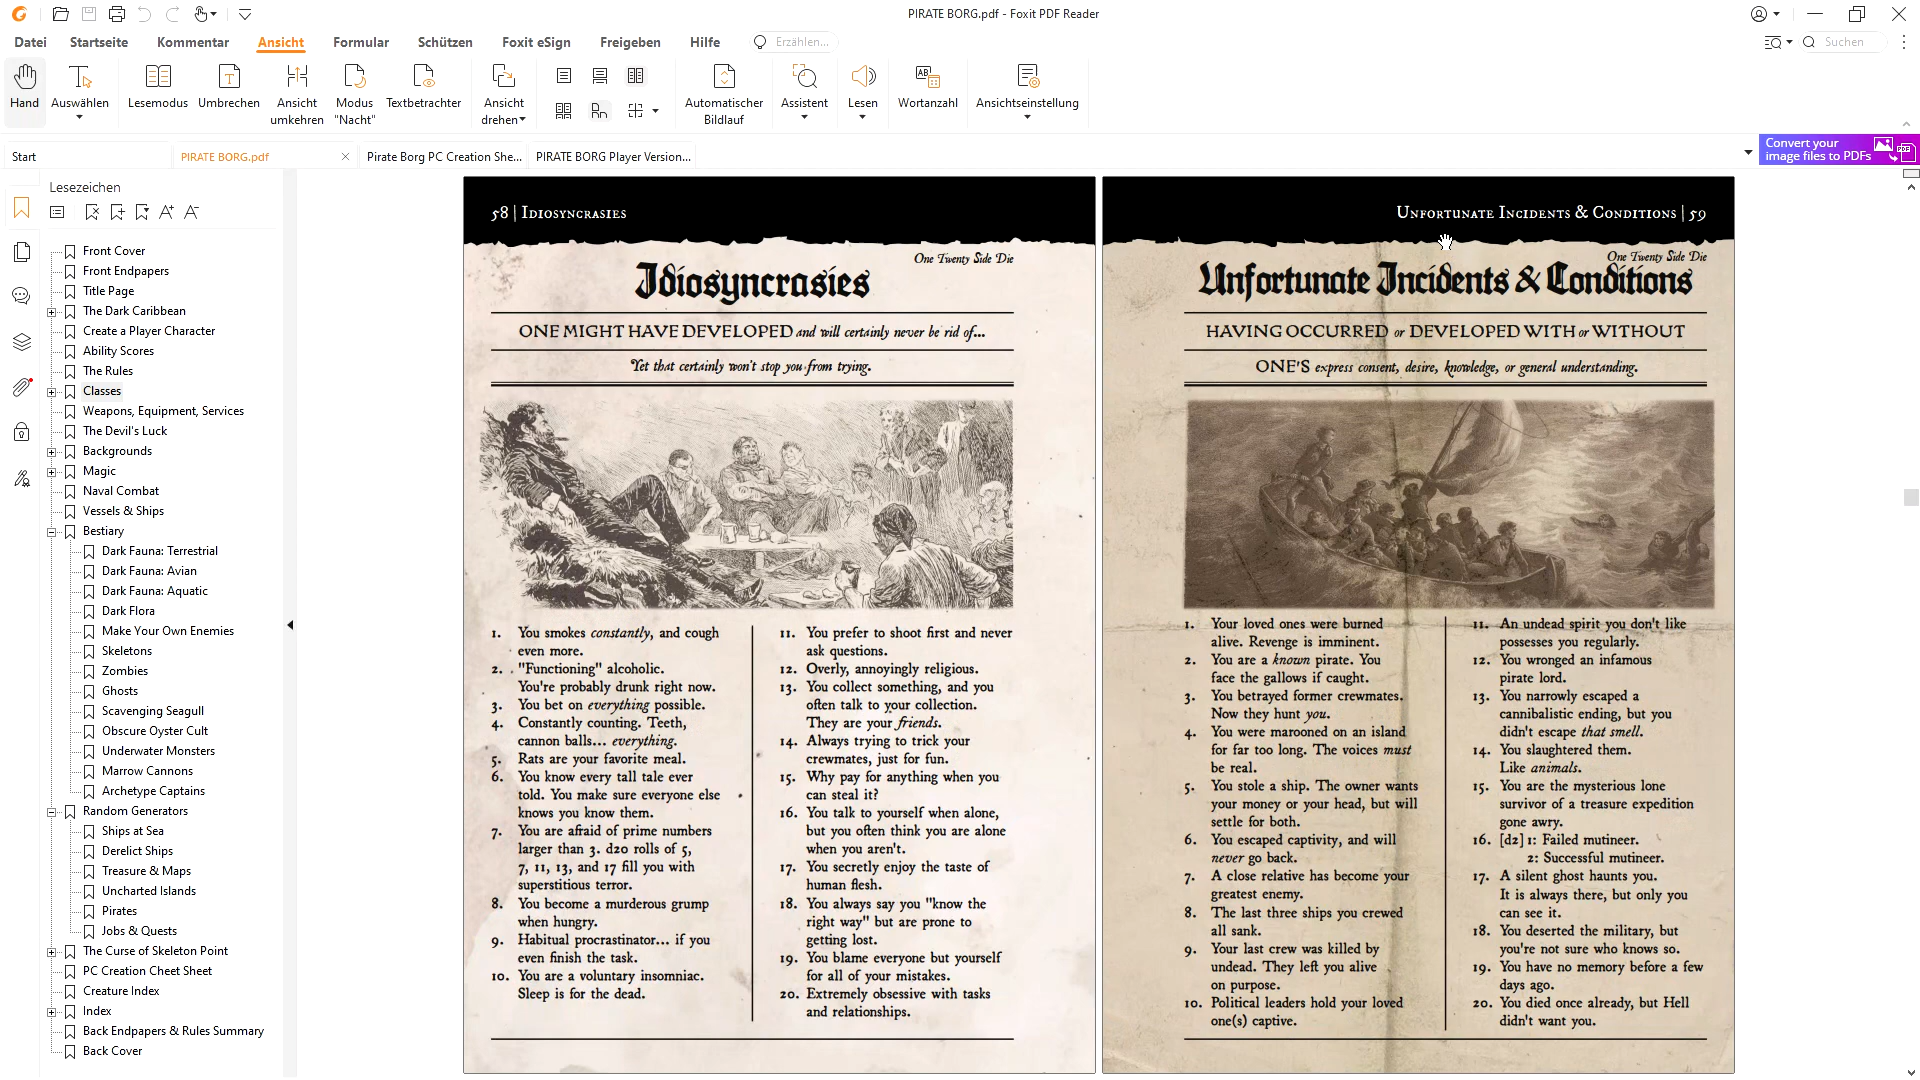 PIRATE BORG.pdf - Foxit PDF Reader
Datei Startseite Kommentar Ansicht Formular Schützen Foxit eSign Freigeben Hilfe Erzählen... Suchen
Hand Auswählen Lesemodus Umbrechen Ansicht umkehren Modus "Nacht" Textbetrachter Ansicht drehen Automatischer Bildlauf Assistent Lesen Wortanzahl Ansichtseinstellung
Start PIRATE BORG.pdf Pirate Borg PC Creation She... PIRATE BORG Player Version...
Convert your
image files to PDFs
Lesezeichen
Front Cover
Front Endpapers
Title Page
The Dark Caribbean
Create a Player Character
Ability Scores
The Rules
Classes
Weapons, Equipment, Services
The Devil's Luck
Backgrounds
Magic
Naval Combat
Vessels & Ships
Bestiary
Dark Fauna: Terrestrial
Dark Fauna: Avian
Dark Fauna: Aquatic
Dark Flora
Make Your Own Enemies
Skeletons
Zombies
Ghosts
Scavenging Seagull
Obscure Oyster Cult
Underwater Monsters
Marrow Cannons
Archetype Captains
Random Generators
Ships at Sea
Derelict Ships
Treasure & Maps
Uncharted Islands
Pirates
Jobs & Quests
The Curse of Skeleton Point
PC Creation Cheet Sheet
Creature Index
Index
Back Endpapers & Rules Summary
Back Cover
58 | Idiosyncrasies
One Twenty Side Die
Idiosyncrasies
ONE MIGHT HAVE DEVELOPED and will certainly never be rid of...
Yet that certainly won't stop you from trying.
1. You smokes constantly, and cough
even more.
2. "Functioning" alcoholic.
You're probably drunk right now.
3. You bet on everything possible.
4. Constantly counting. Teeth,
cannon balls... everything.
5. Rats are your favorite meal.
6. You know every tall tale ever
told. You make sure everyone else
knows you know them.
7. You are afraid of prime numbers
larger than 3. d20 rolls of 5,
7, 11, 13, and 17 fill you with
superstitious terror.
8. You become a murderous grump
when hungry.
9. Habitual procrastinator... if you
even finish the task.
10. You are a voluntary insomniac.
Sleep is for the dead.
11. You prefer to shoot first and never
ask questions.
12. Overly, annoyingly religious.
13. You collect something, and you
often talk to your collection.
They are your friends.
14. Always trying to trick your
crewmates, just for fun.
15. Why pay for anything when you
can steal it?
16. You talk to yourself when alone,
but you often think you are alone
when you aren't.
17. You secretly enjoy the taste of
human flesh.
18. You always say you "know the
right way" but are prone to
getting lost.
19. You blame everyone but yourself
for all of your mistakes.
20. Extremely obsessive with tasks
and relationships.
Unfortunate Incidents & Conditions | 59
One Twenty Side Die
Unfortunate Incidents & Conditions
HAVING OCCURRED or DEVELOPED WITH or WITHOUT
ONE'S express consent, desire, knowledge, or general understanding.
1. Your loved ones were burned
alive. Revenge is imminent.
2. You are a known pirate. You
face the gallows if caught.
3. You betrayed former crewmates.
Now they hunt you.
4. You were marooned on an island
for far too long. The voices must
be real.
5. You stole a ship. The owner wants
your money or your head, but will
settle for both.
6. You escaped captivity, and will
never go back.
7. A close relative has become your
greatest enemy.
8. The last three ships you crewed
all sank.
9. Your last crew was killed by
undead. They left you alive
on purpose.
10. Political leaders hold your loved
one(s) captive.
11. An undead spirit you don't like
possesses you regularly.
12. You wronged an infamous
pirate lord.
13. You narrowly escaped a
cannibalistic ending, but you
didn't escape that smell.
14. You slaughtered them.
Like animals.
15. You are the mysterious lone
survivor of a treasure expedition
gone awry.
16. [d2] 1: Failed mutineer.
2: Successful mutineer.
17. A silent ghost haunts you.
It is always there, but only you
can see it.
18. You deserted the military, but
you're not sure who knows so.
19. You have no memory before a few
days ago.
20. You died once already, but Hell
didn't want you.